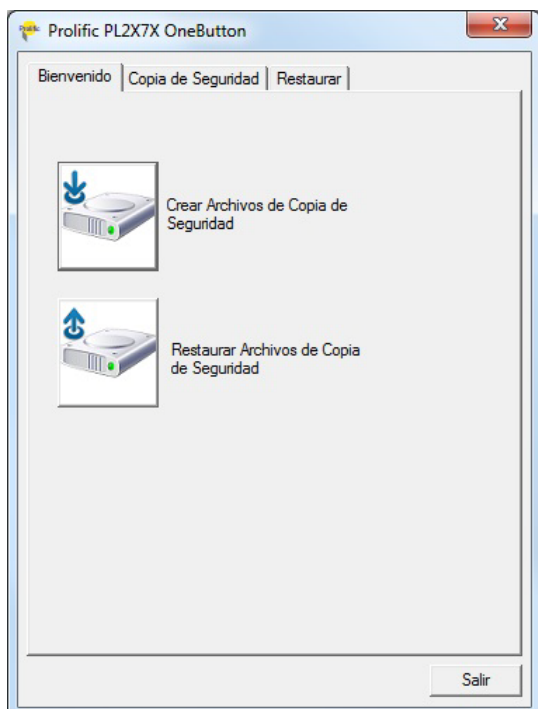 Prolific PL2X7X OneButton
Bienvenido Copia de Seguridad Restaurar
Crear Archivos de Copia de
Seguridad
Restaurar Archivos de Copia
de Seguridad
Salir